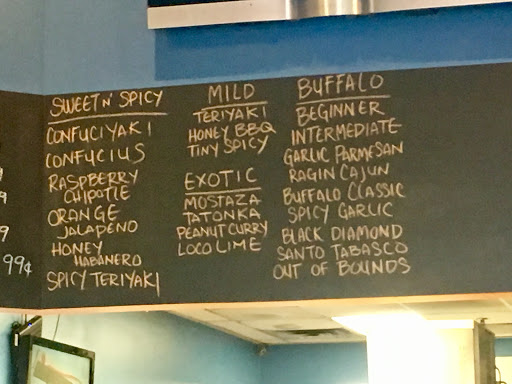 SWEET N' SPICY
CONFUCIYAKI
CONFUCIUS
RASPBERRY
CHIPOTLE
ORANGE
JALAPENO
HONEY
HABANERO
SPICY TERIYAKI
MILD
TERIYAKI
HONEY BBQ
TINY SPICY
EXOTIC
MOSTAZA
TATONKA
PEANUT CURRY
LOCO LIME
BUFFALO
BEGINNER
INTERMEDIATE
GARLIC PARMESAN
RAGIN CAJUN
BUFFALO CLASSIC
SPICY GARLIC
BLACK DIAMOND
SANTO TABASCO
OUT OF BOUNDS
99¢